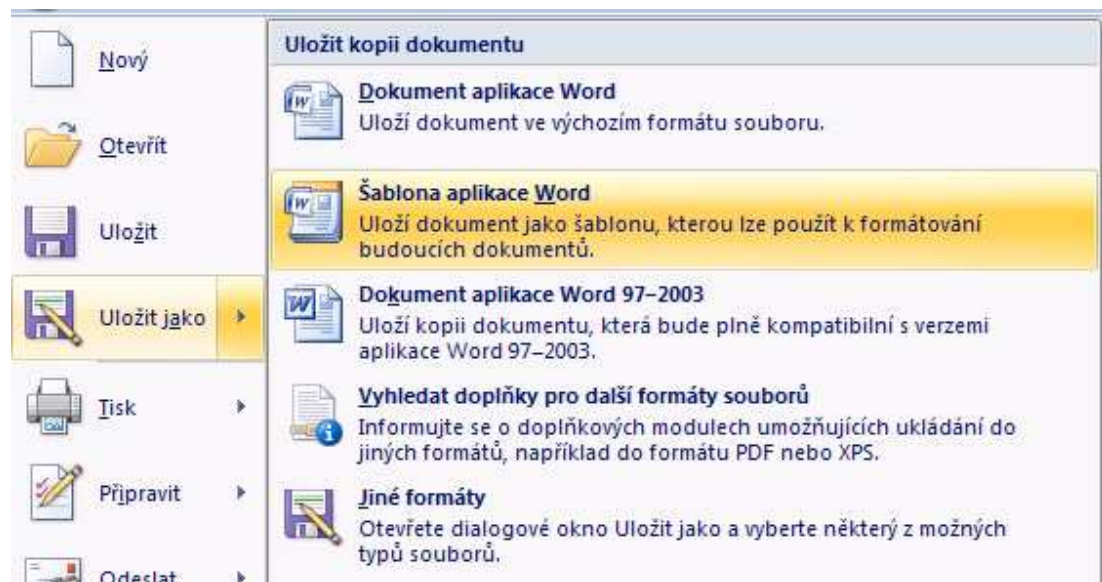 Nový
Otevřít
Uložit
Uložit jako
Tisk
Připravit
Odeslat
Uložit kopii dokumentu
Dokument aplikace Word
Uloží dokument ve výchozím formátu souboru.
Šablona aplikace Word
Uloží dokument jako šablonu, kterou lze použít k formátování
budoucích dokumentů.
Dokument aplikace Word 97–2003
Uloží kopii dokumentu, která bude plně kompatibilní s verzemi
aplikace Word 97–2003.
Vyhledat doplňky pro další formáty souborů
Informujte se o doplňkových modulech umožňujících ukládání do
jiných formátů, například do formátu PDF nebo XPS.
Jiné formáty
Otevřete dialogové okno Uložit jako a vyberte některý z možných
typů souborů.